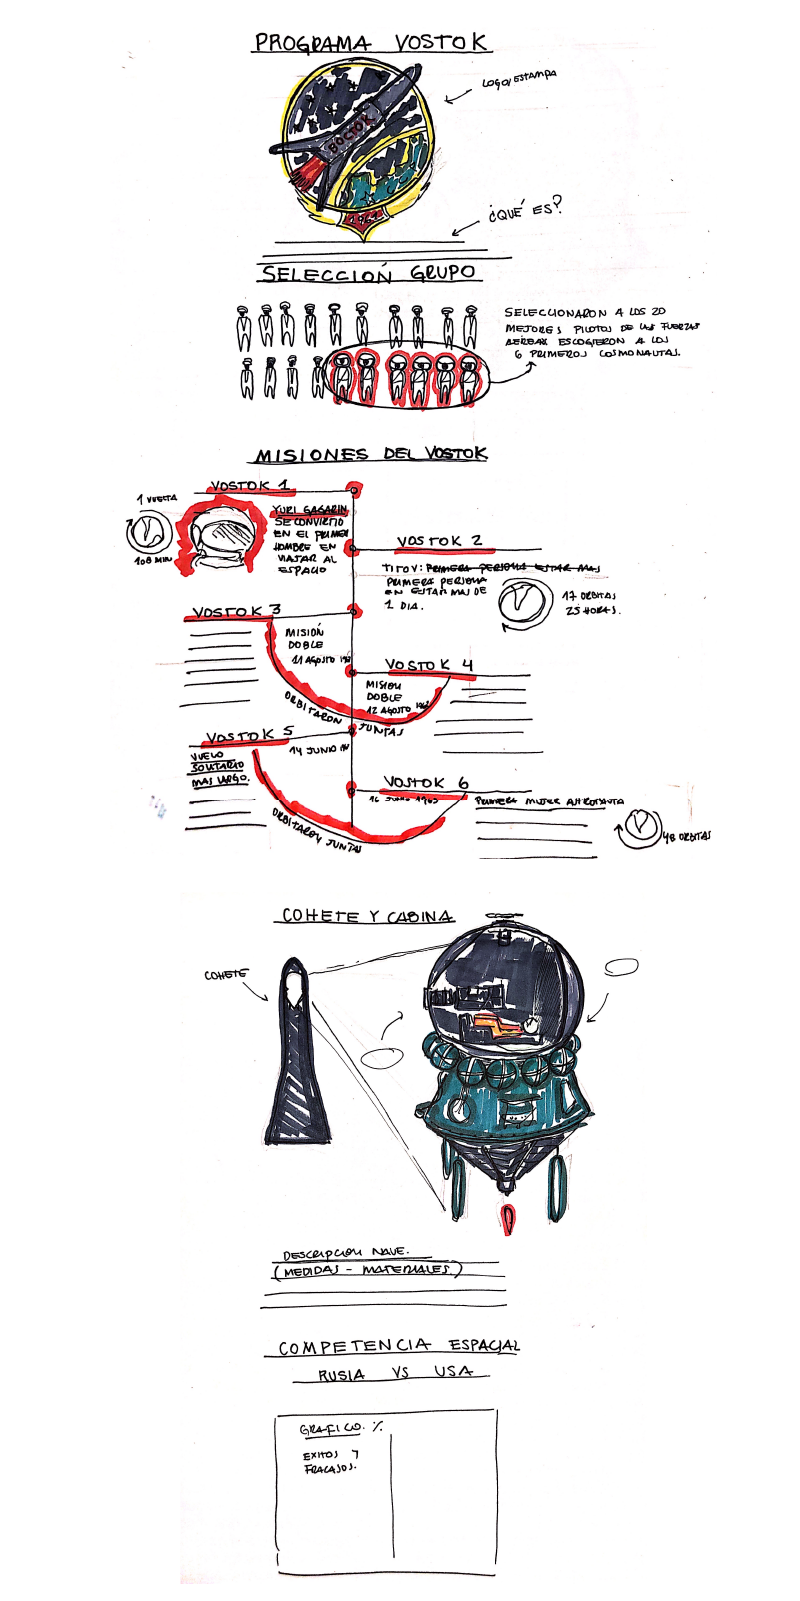 PROGRAMA VOSTOK
LOGO/ESTAMPA
BOCTOK
1961
¿QUÉ ES?
SELECCION GRUPO
SELECCIONARON A LOS 20
MEJORES PILOTOS DE LAS FUERZAS
AEREAS ESCOGIERON A LOS
6 PRIMEROS COSMONAUTAS.
MISIONES DEL VOSTOK
VOSTOK 1
1 VUELTA
108 MIN
YURI GAGARIN
SE CONVIRTIO
EN EL PRIMER
HOMBRE EN
VIAJAR AL
ESPACIO
VOSTOK 2
TITOV: PRIMERA PERSONA ESTAR MAS
PRIMERA PERSONA
EN ESTAR MAS DE
1 DIA.
17 ORBITAS
25 HORAS.
VOSTOK 3
MISIÓN
DOBLE
11 AGOSTO
VOSTOK 4
MISION
DOBLE
12 AGOSTO
ORBITARON JUNTAS
VOSTOK 5
14 JUNIO
VUELO
SOLITARIO
MAS LARGO.
VOSTOK 6
16 JUNIO 1963
PRIMERA MUJER ASTRONAUTA
48 ORBITAS
ORBITARON JUNTAS
COHETE Y CABINA
COHETE
DESCRIPCION NAVE.
(MEDIDAS - MATERIALES)
COMPETENCIA ESPACIAL
RUSIA VS USA
GRAFICO. %
EXITOS Y
FRACASOS.